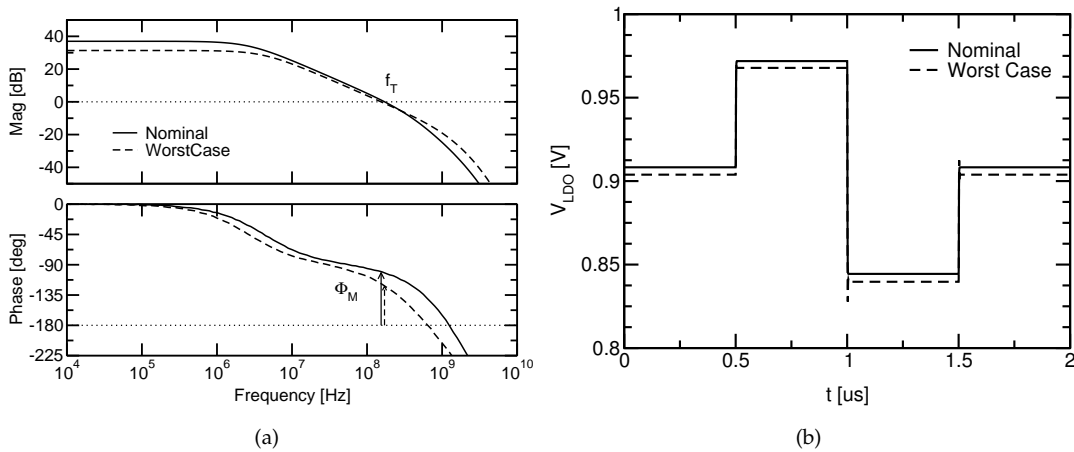 40
20
0
-20
-40
Mag [dB]
f_T
Nominal
WorstCase
0
-45
-90
-135
-180
-225
Phase [deg]
Φ_M
10^4
10^5
10^6
10^7
10^8
10^9
10^10
Frequency [Hz]
(a)
1
0.95
0.9
0.85
0.8
V_LDO [V]
Nominal
Worst Case
0
0.5
1
1.5
2
t [us]
(b)